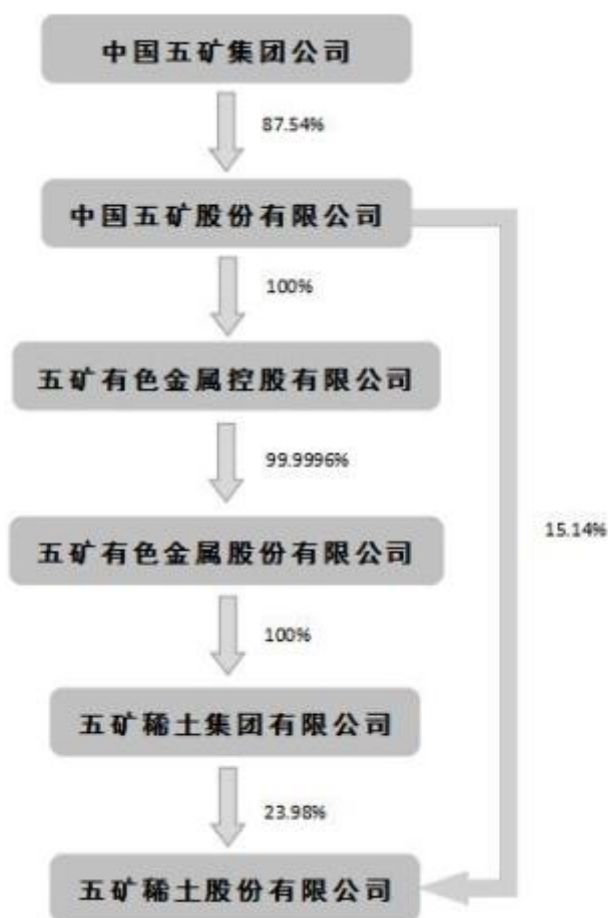 中国五矿集团公司
87.54%
中国五矿股份有限公司
100%
五矿有色金属控股有限公司
99.9996%
五矿有色金属股份有限公司
15.14%
100%
五矿稀土集团有限公司
23.98%
五矿稀土股份有限公司